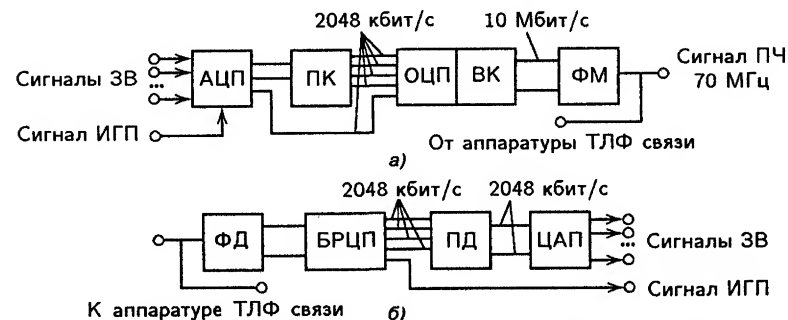 2048 кбит/с
10 Мбит/с
Сигналы ЗВ
...
АЦП
ПК
ОЦП
ВК
ФМ
Сигнал ПЧ
70 МГц
Сигнал ИГП
От аппаратуры ТЛФ связи
а)
2048 кбит/с
2048 кбит/с
ФД
БРЦП
ПД
ЦАП
...
Сигналы ЗВ
Сигнал ИГП
К аппаратуре ТЛФ связи
б)